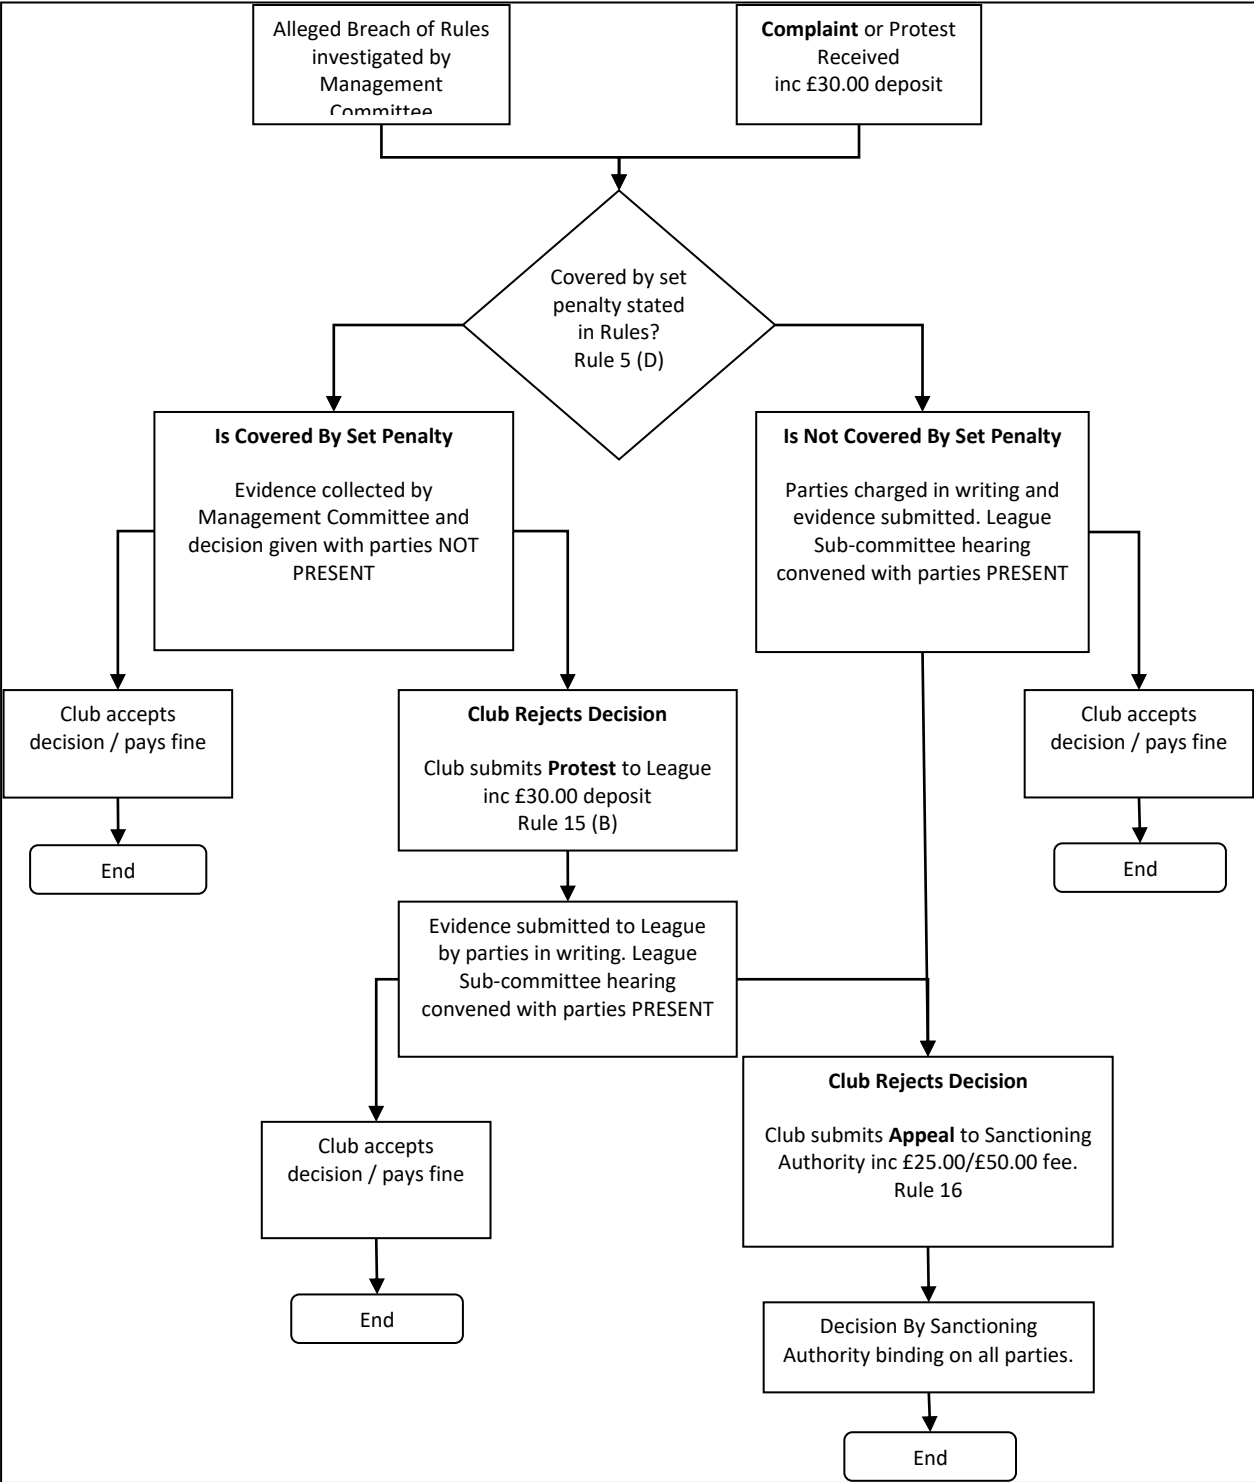 Alleged Breach of Rules
investigated by
Management
Committee
Complaint or Protest
Received
inc £30.00 deposit
Covered by set
penalty stated
in Rules?
Rule 5 (D)
Is Covered By Set Penalty
Evidence collected by
Management Committee and
decision given with parties NOT
PRESENT
Is Not Covered By Set Penalty
Parties charged in writing and
evidence submitted. League
Sub-committee hearing
convened with parties PRESENT
Club accepts
decision / pays fine
Club Rejects Decision
Club submits Protest to League
inc £30.00 deposit
Rule 15 (B)
Club accepts
decision / pays fine
End
End
Evidence submitted to League
by parties in writing. League
Sub-committee hearing
convened with parties PRESENT
Club Rejects Decision
Club submits Appeal to Sanctioning
Authority inc £25.00/£50.00 fee.
Rule 16
Club accepts
decision / pays fine
End
Decision By Sanctioning
Authority binding on all parties.
End